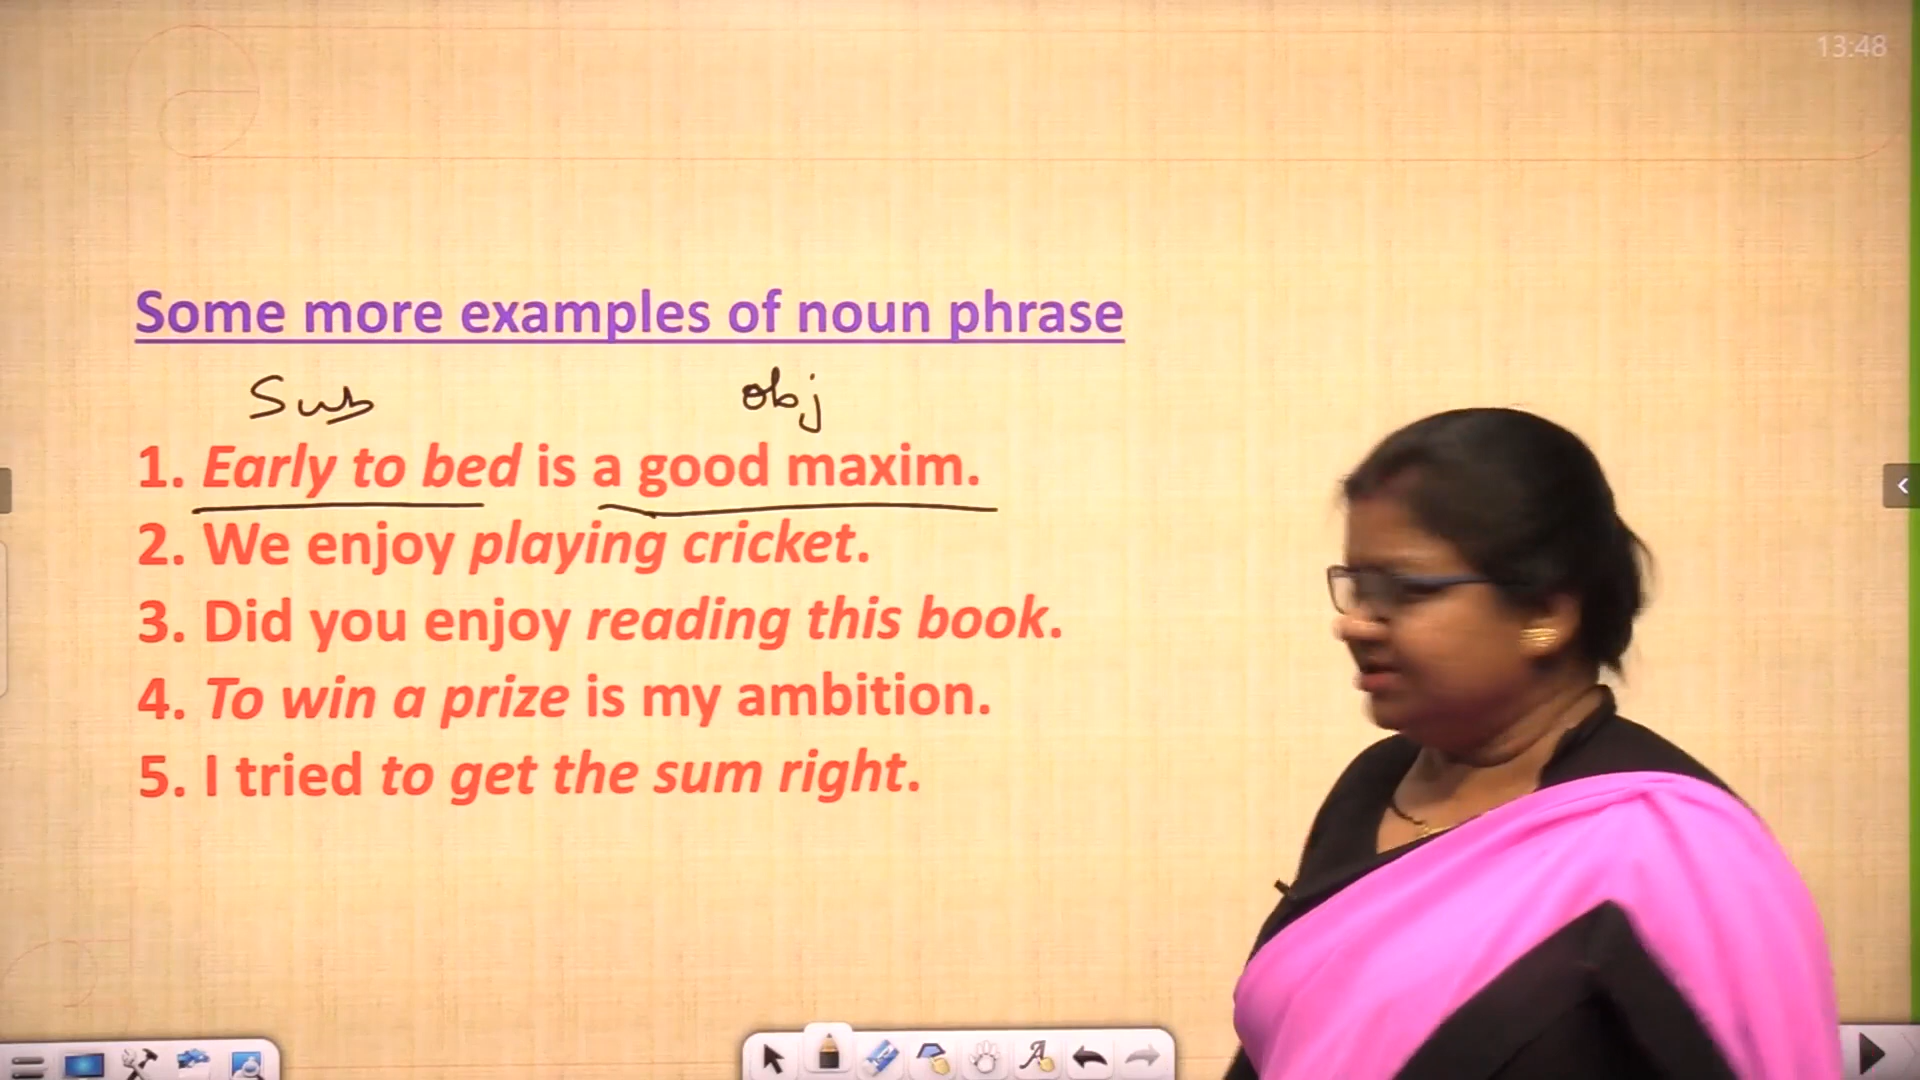 13:48
Some more examples of noun phrase
Sub obj
1. Early to bed is a good maxim.
2. We enjoy playing cricket.
3. Did you enjoy reading this book.
4. To win a prize is my ambition.
5. I tried to get the sum right.